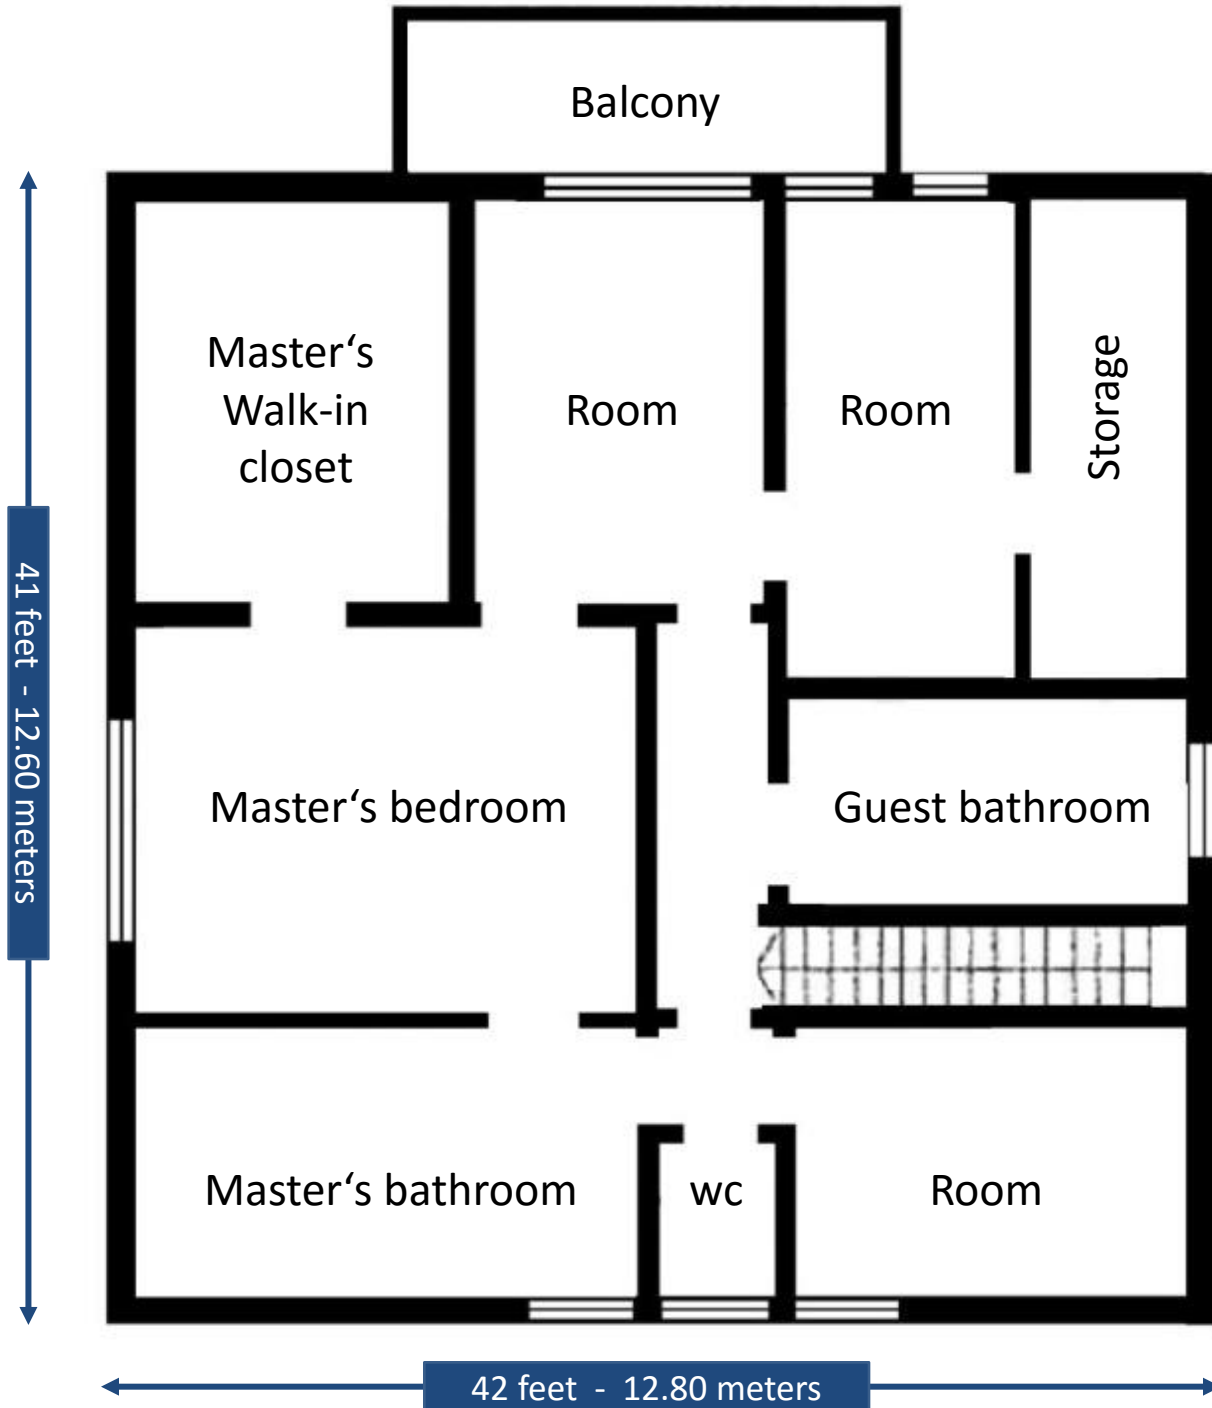 Balcony
Master‘s
Walk-in
closet
Room
Room
Storage
41 feet - 12.60 meters
Master‘s bedroom
Guest bathroom
Master‘s bathroom
wc
Room
42 feet - 12.80 meters